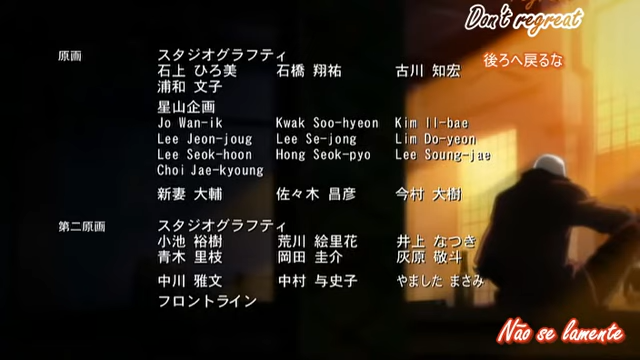 Don't regreat
後ろへ戻るな
原画 スタジオグラフティ
石上 ひろ美 石橋 翔祐 古川 知宏
浦和 文子
星山企画
Jo Wan-ik Kwak Soo-hyeon Kim Il-bae
Lee Jeon-joug Lee Se-jong Lim Do-yeon
Lee Seok-hoon Hong Seok-pyo Lee Soung-jae
Choi Jae-kyoung
新妻 大輔 佐々木 昌彦 今村 大樹
第二原画 スタジオグラフティ
小池 裕樹 荒川 絵里花 井上 なつき
青木 里枝 岡田 圭介 灰原 敬斗
中川 雅文 中村 与史子 やました まさみ
フロントライン
Não se lamente